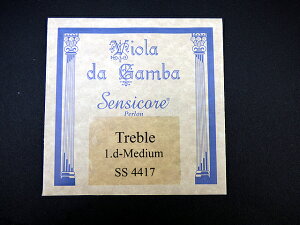 Viola
da Gamba
Sensicore
Perlon
Treble
1.d-Medium
SS 4417